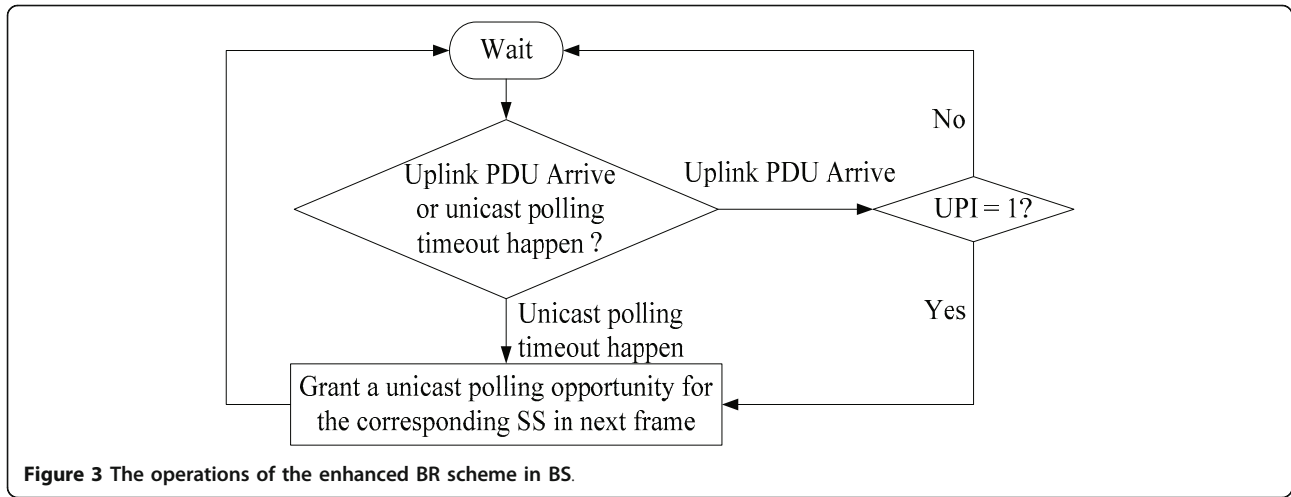 Wait
No
Uplink PDU Arrive
or unicast polling
timeout happen ?
Uplink PDU Arrive
UPI = 1?
Yes
Unicast polling
timeout happen
Grant a unicast polling opportunity for
the corresponding SS in next frame
Figure 3 The operations of the enhanced BR scheme in BS.